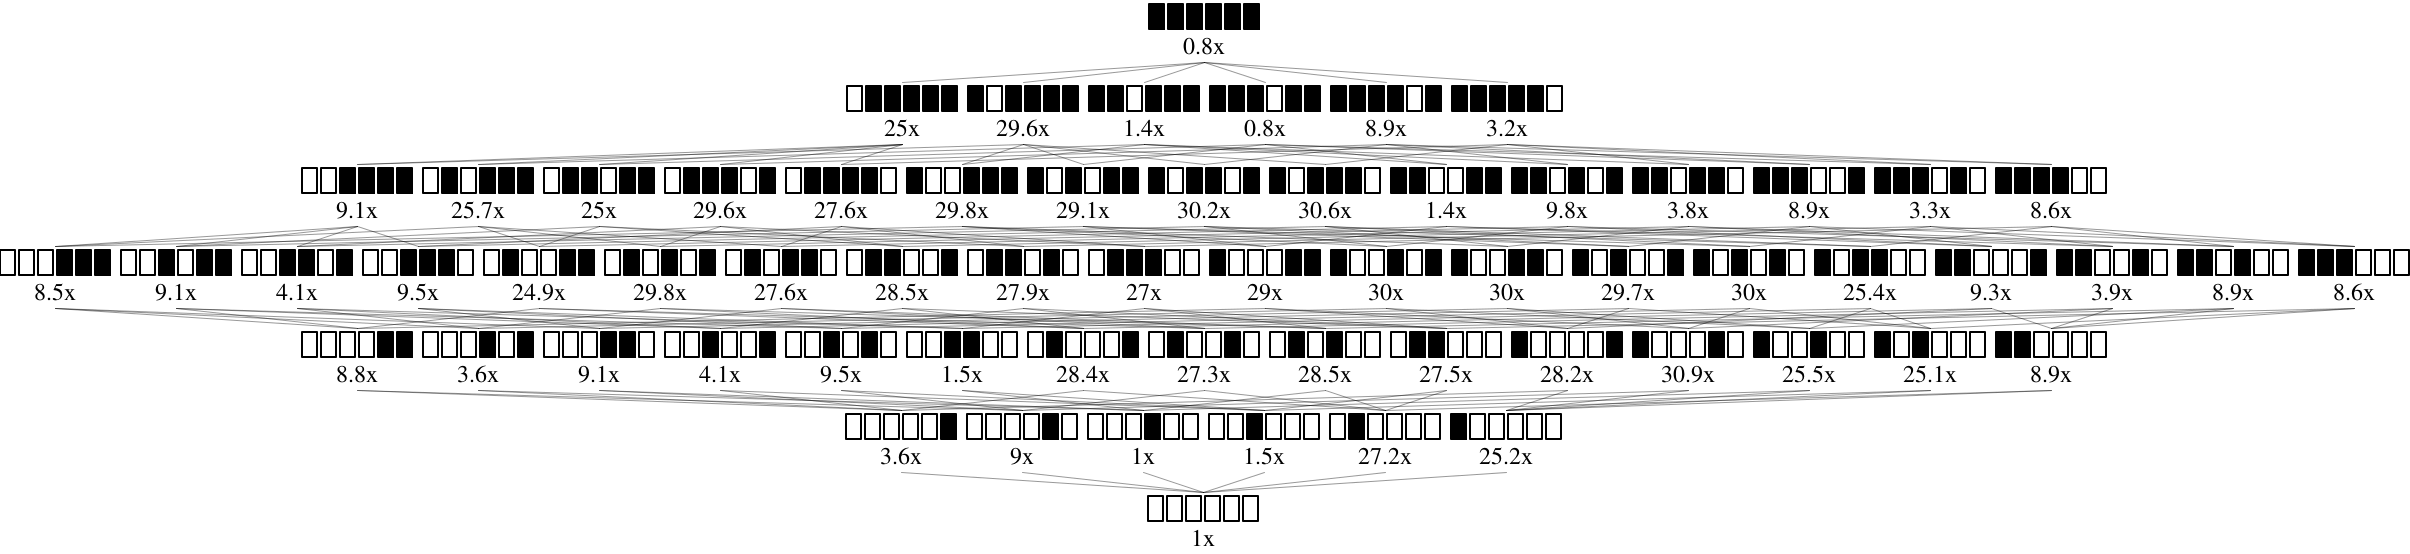 0.8x
25x 29.6x 1.4x 0.8x 8.9x 3.2x
9.1x 25.7x 25x 29.6x 27.6x 29.8x 29.1x 30.2x 30.6x 1.4x 9.8x 3.8x 8.9x 3.3x 8.6x
8.5x 9.1x 4.1x 9.5x 24.9x 29.8x 27.6x 28.5x 27.9x 27x 29x 30x 30x 29.7x 30x 25.4x 9.3x 3.9x 8.9x 8.6x
8.8x 3.6x 9.1x 4.1x 9.5x 1.5x 28.4x 27.3x 28.5x 27.5x 28.2x 30.9x 25.5x 25.1x 8.9x
3.6x 9x 1x 1.5x 27.2x 25.2x
1x